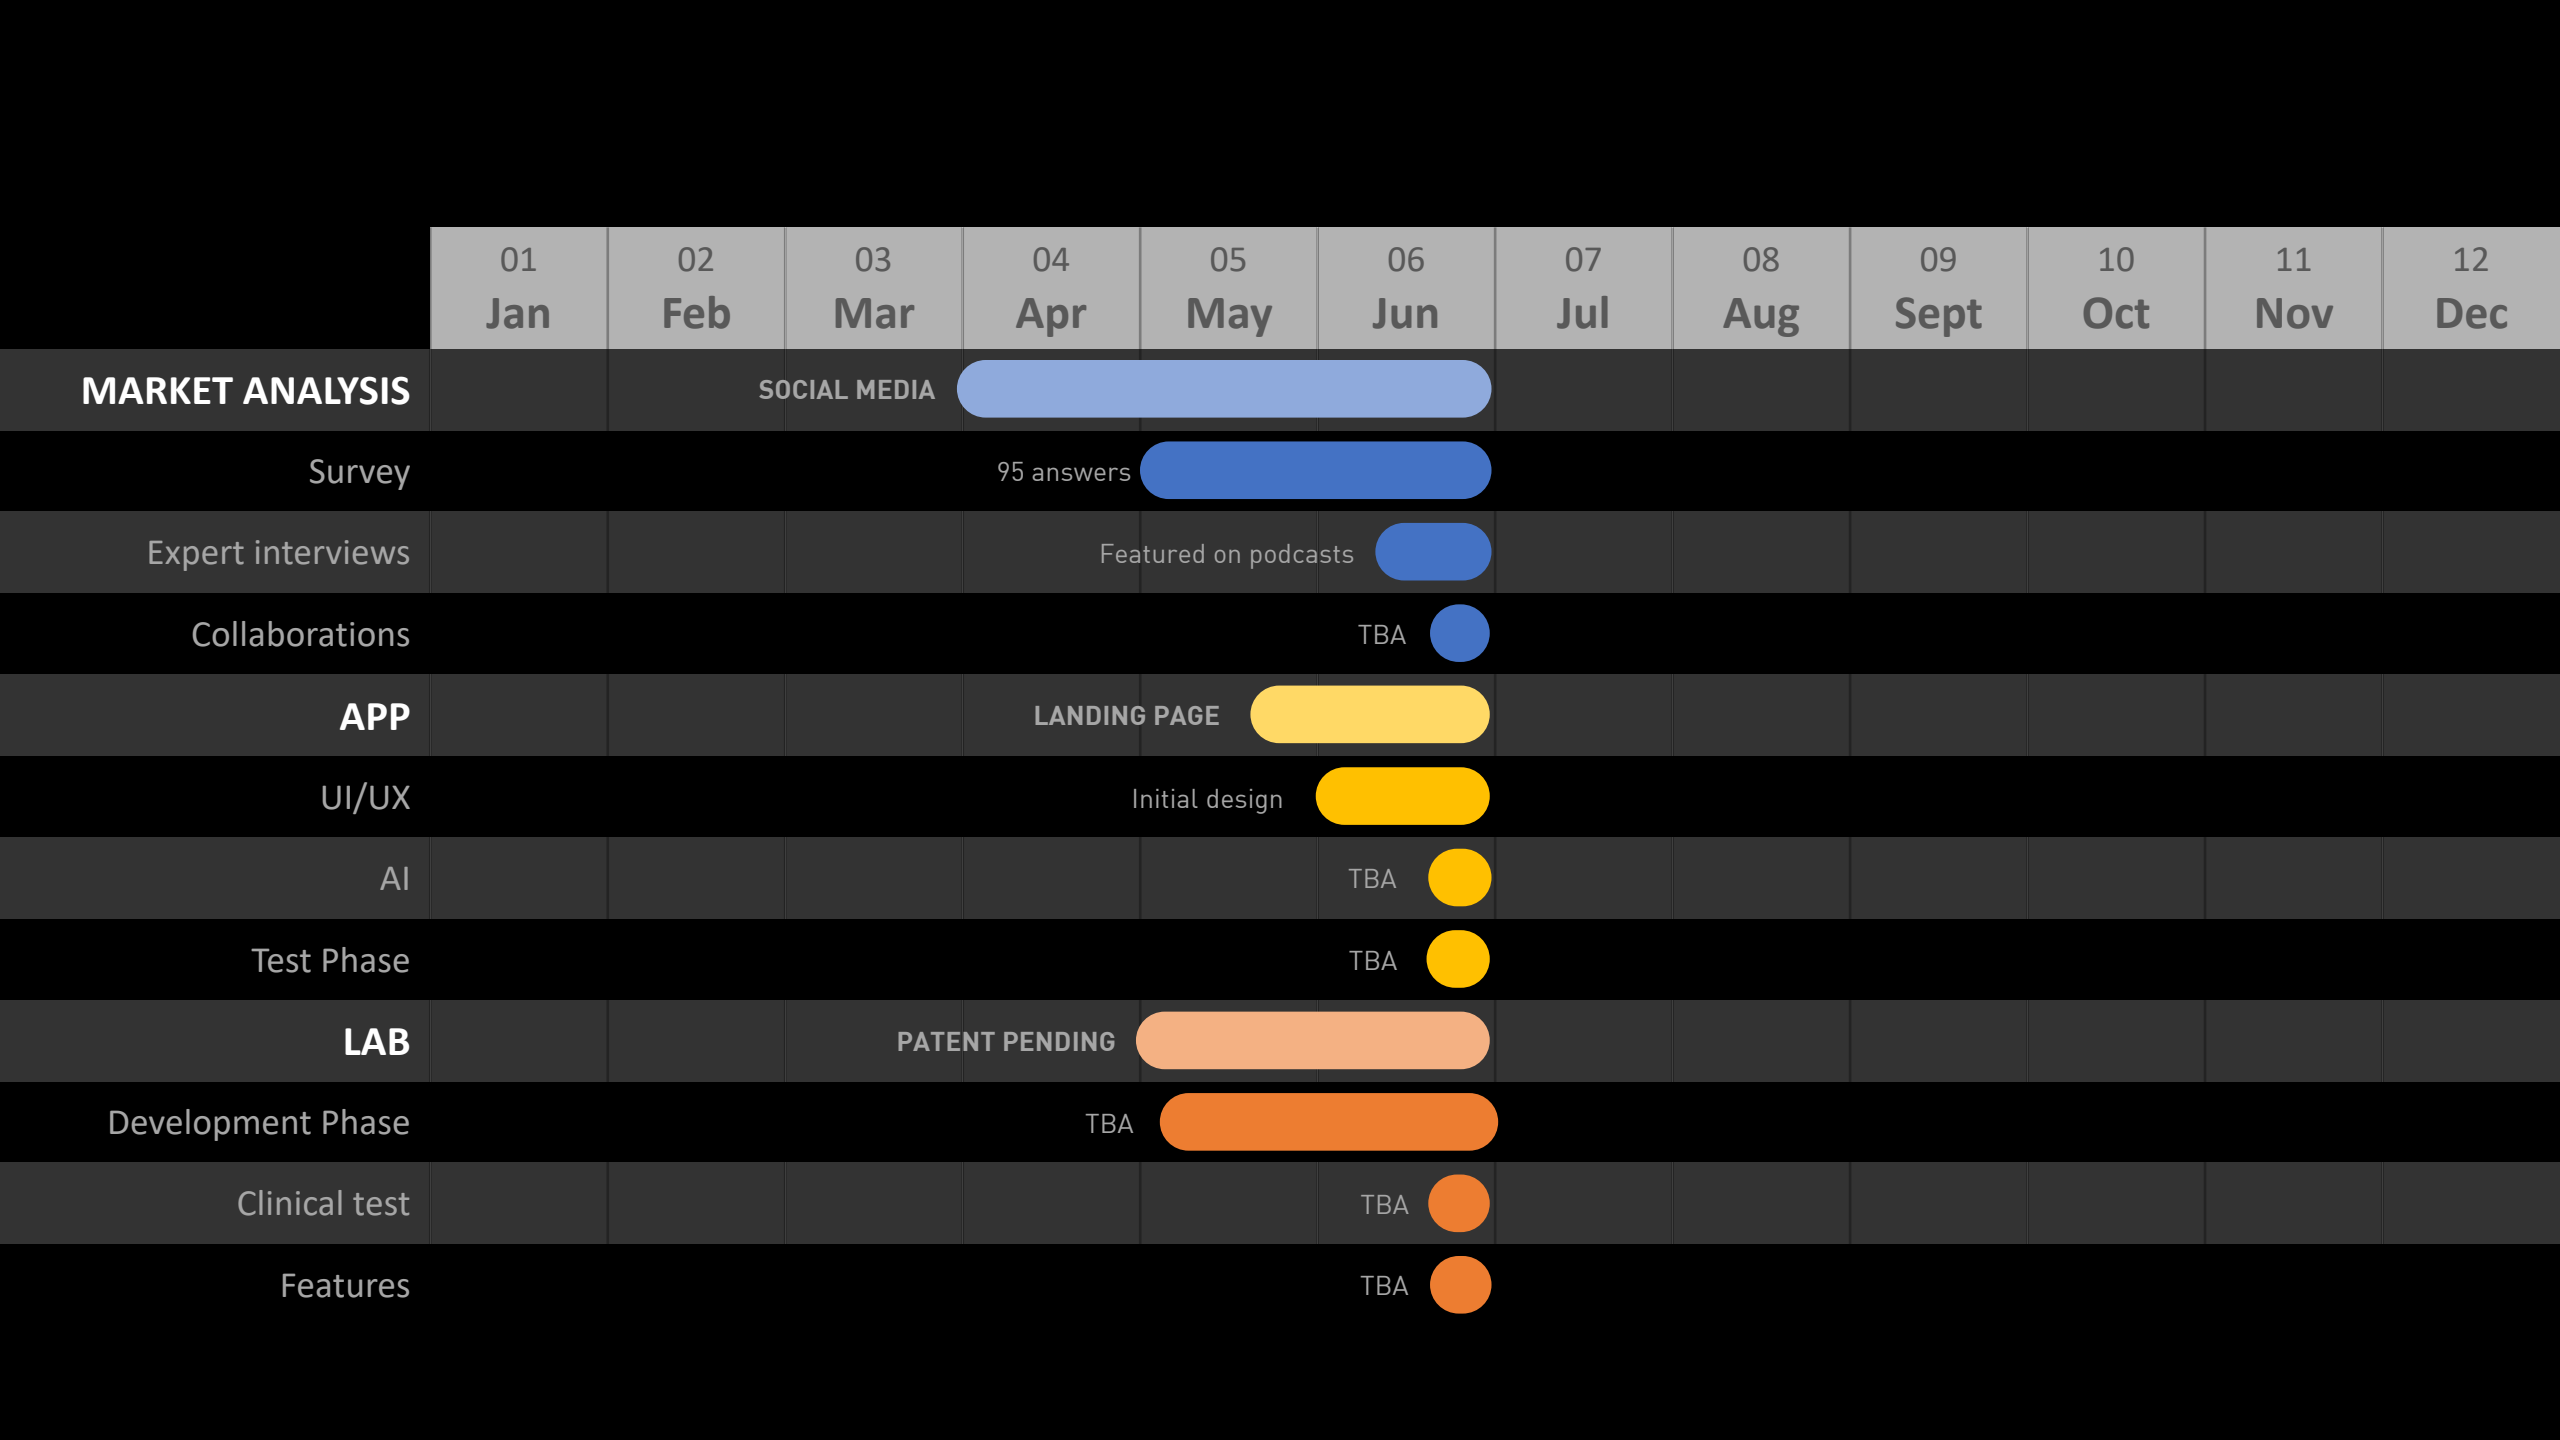 01 02 03 04 05 06 07 08 09 10 11 12
Jan Feb Mar Apr May Jun Jul Aug Sept Oct Nov Dec
MARKET ANALYSIS SOCIAL MEDIA
Survey 95 answers
Expert interviews Featured on podcasts
Collaborations TBA
APP LANDING PAGE
UI/UX Initial design
AI TBA
Test Phase TBA
LAB PATENT PENDING
Development Phase TBA
Clinical test TBA
Features TBA